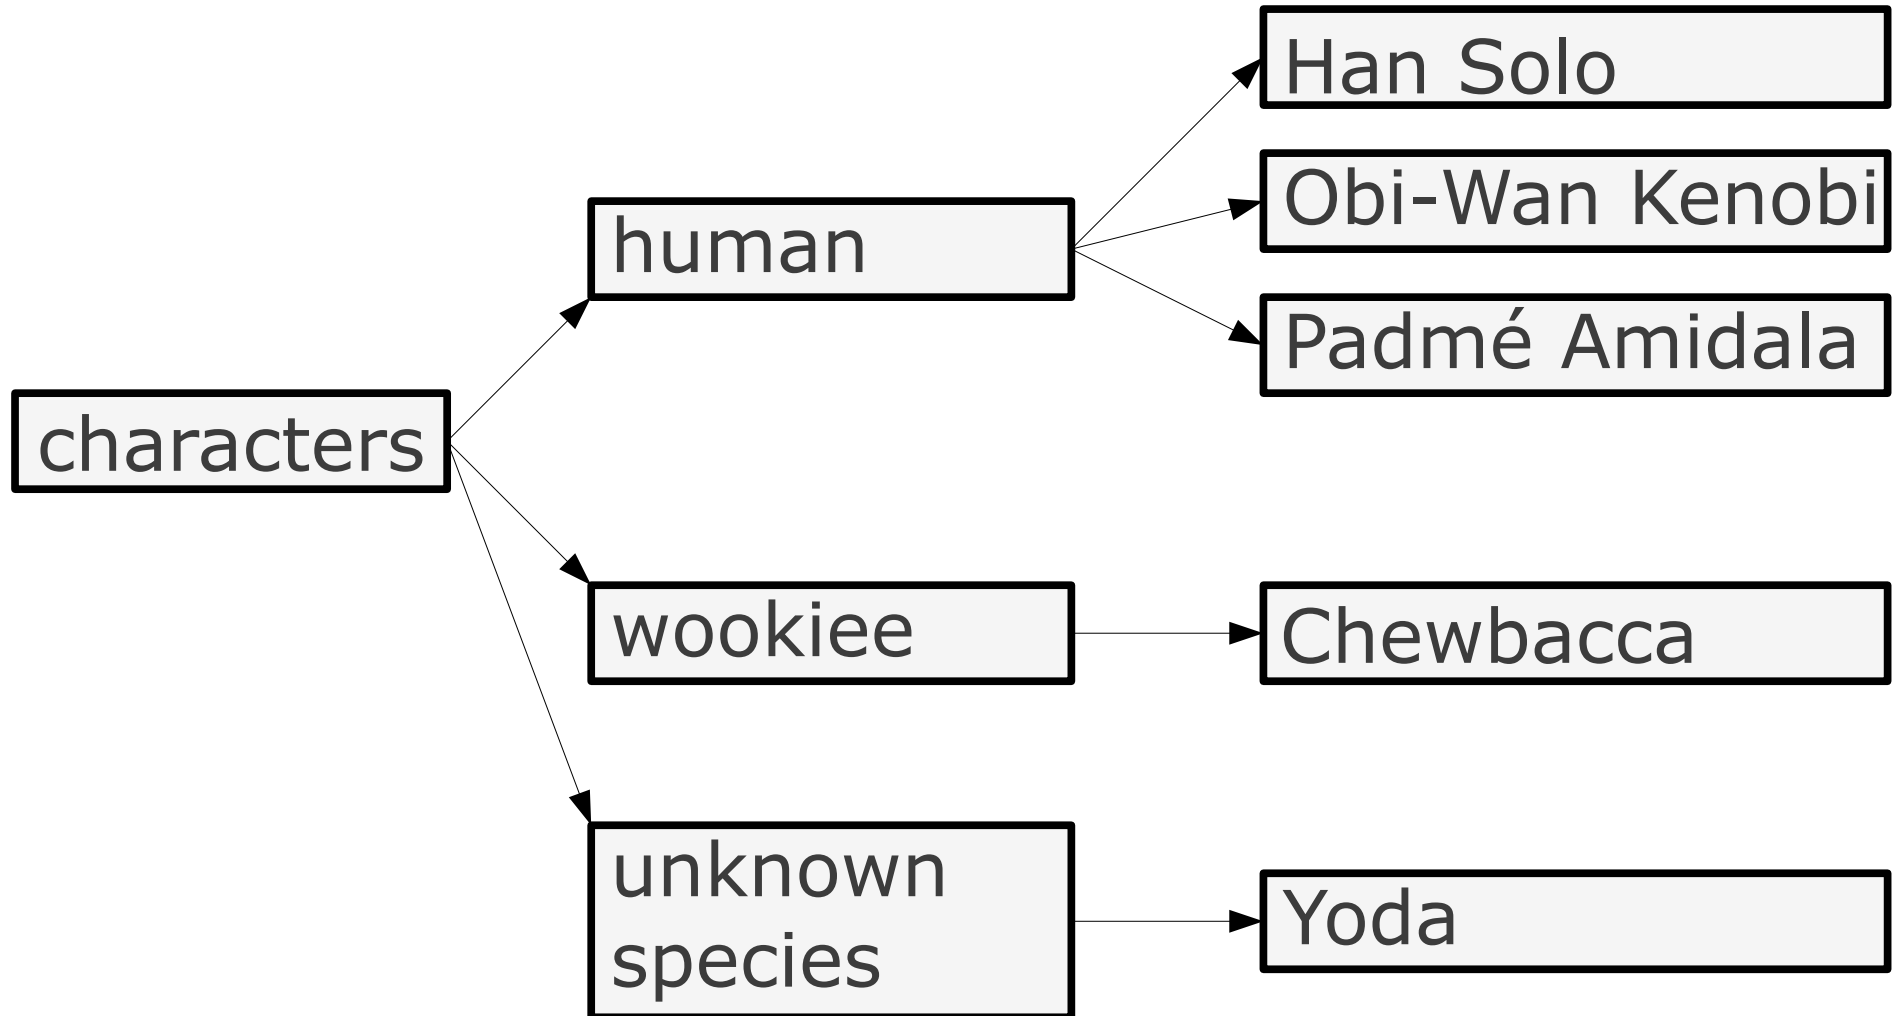 characters
human
Han Solo
Obi-Wan Kenobi
Padmé Amidala
wookiee
Chewbacca
unknown
species
Yoda